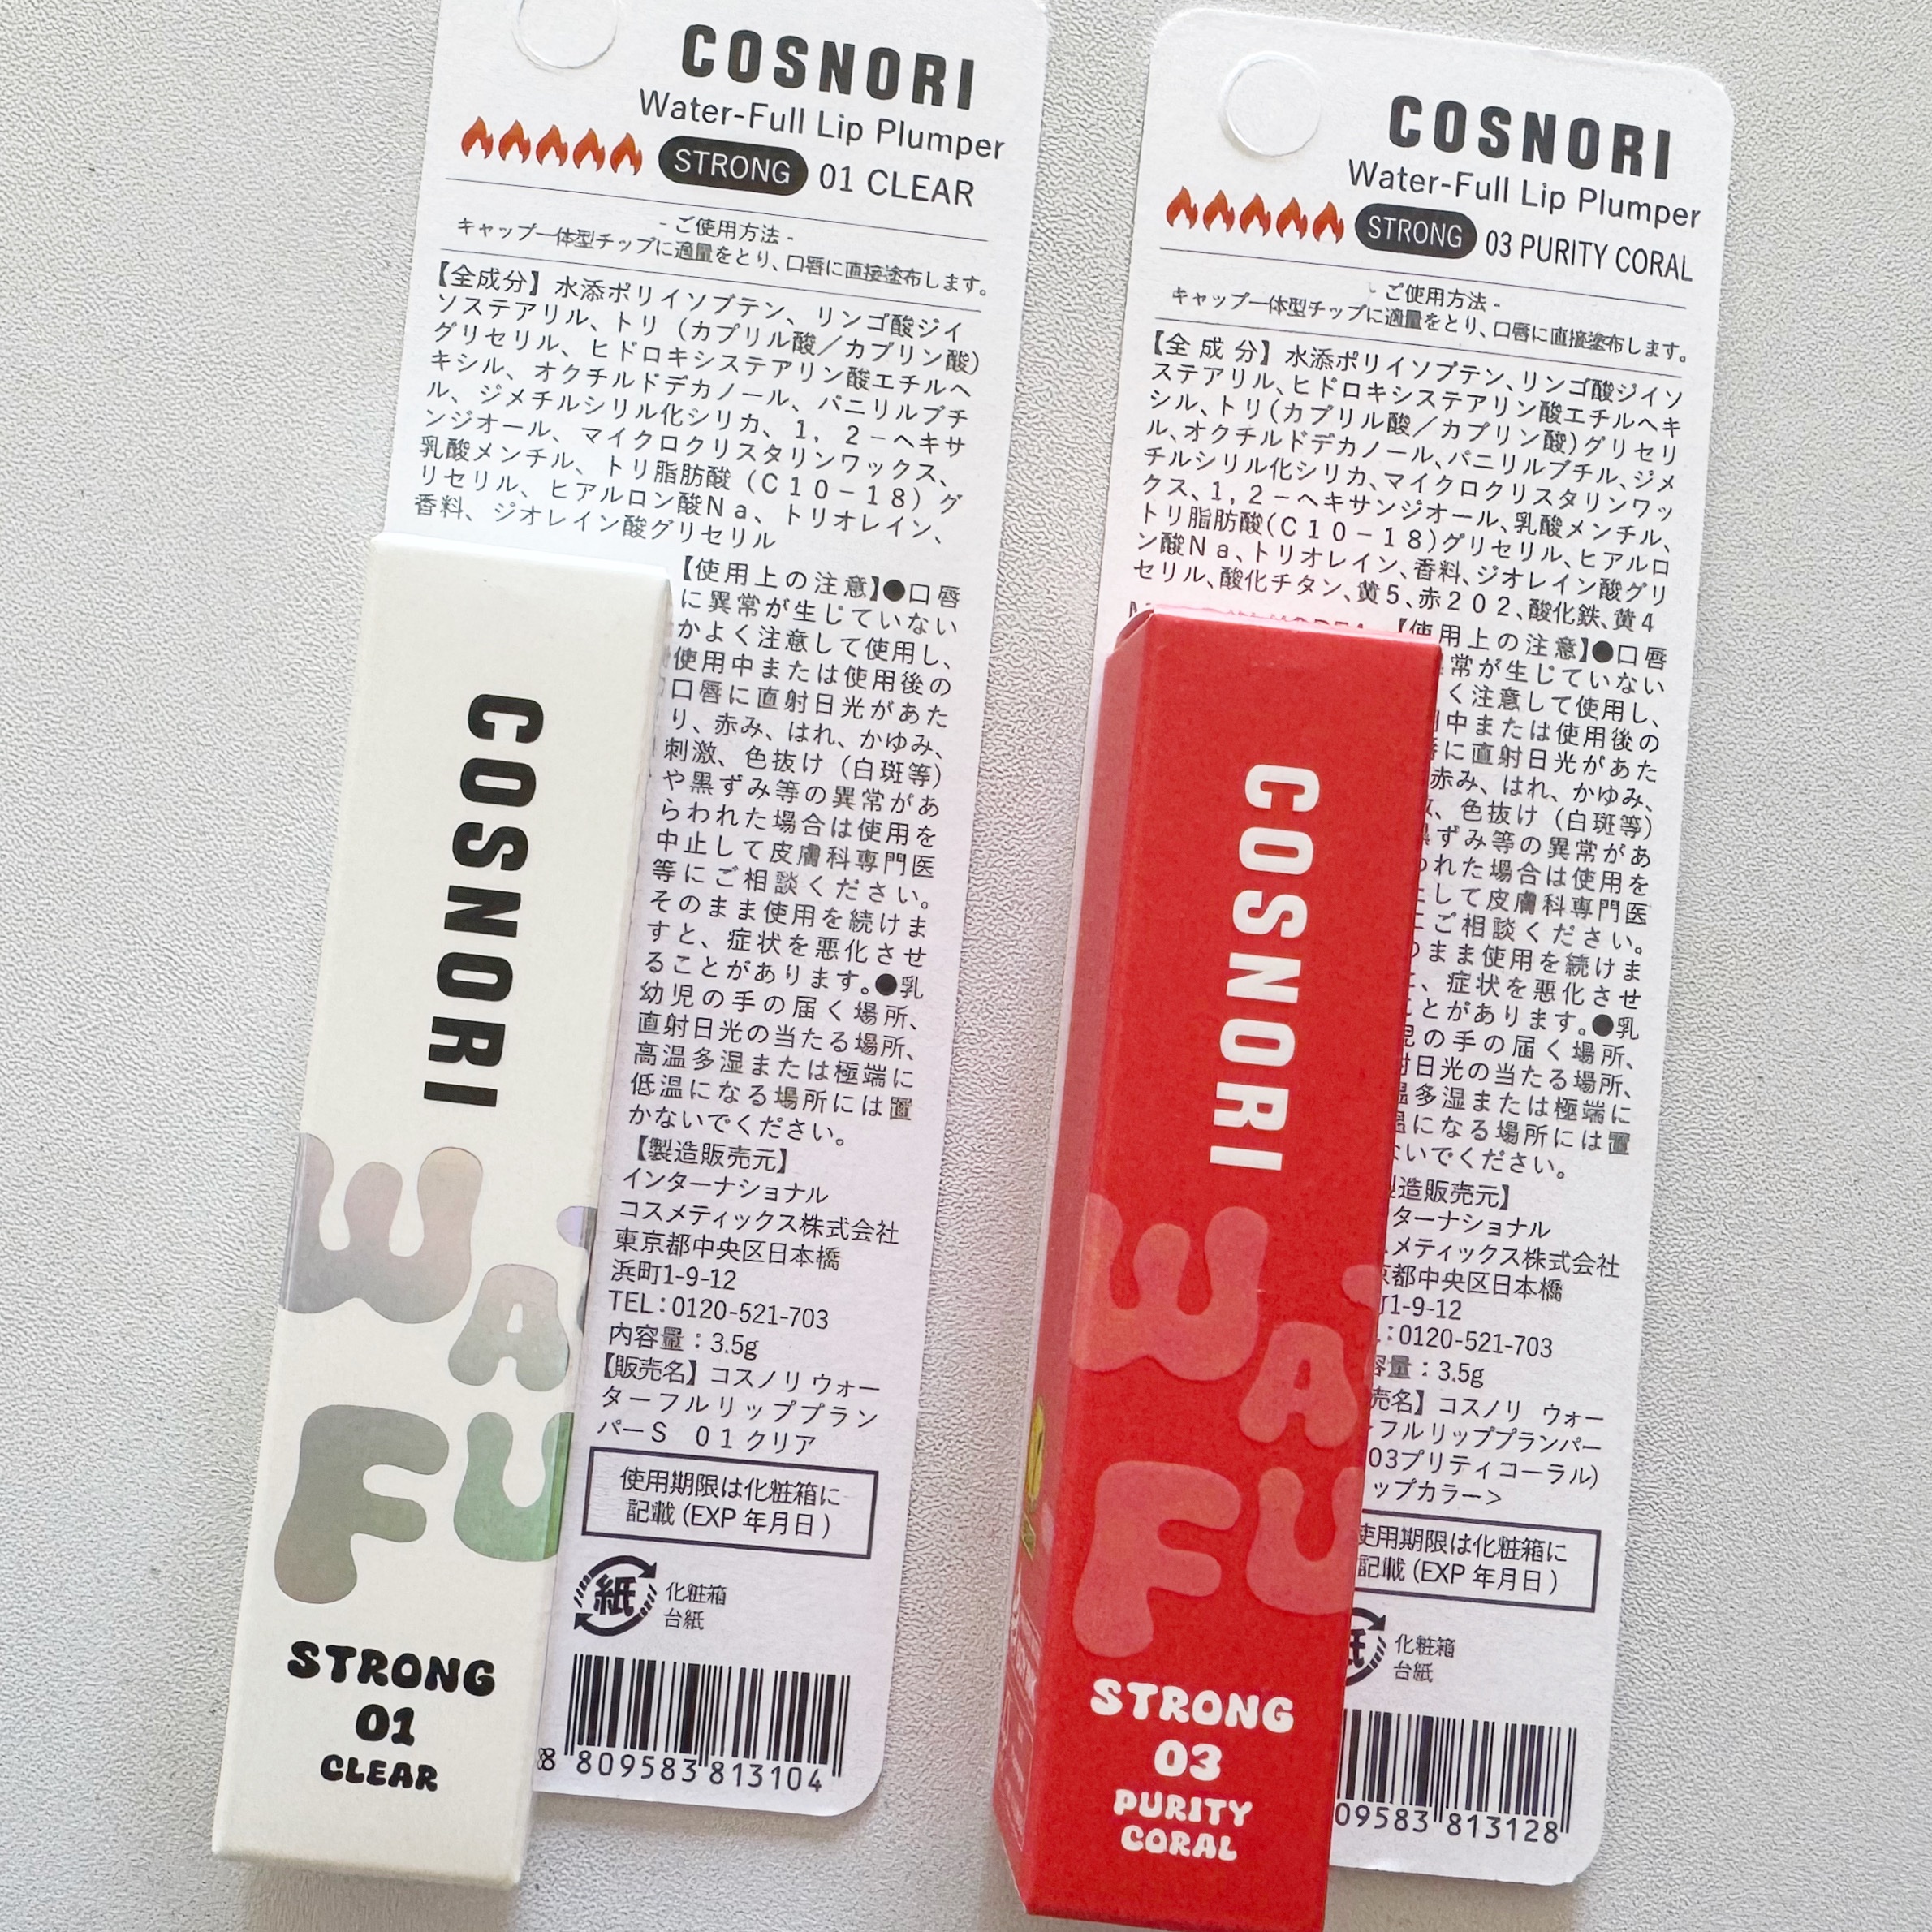 COSNORI
Water-Full Lip Plumper
STRONG 01 CLEAR
- ご使用方法 -
キャップ一体型チップに適量をとり、口唇に直接塗布します。
【全成分】水添ポリイソブテン、リンゴ酸ジイ
ソステアリル、トリ（カプリル酸／カプリン酸）
グリセリル、ヒドロキシステアリン酸エチルヘ
キシル、オクチルドデカノール、バニリルブチ
ル、ジメチルシリル化シリカ、１，２－ヘキサ
ンジオール、マイクロクリスタリンワックス、
乳酸メンチル、トリ脂肪酸（Ｃ１０－１８）グ
リセリル、ヒアルロン酸Ｎａ、トリオレイン、
香料、ジオレイン酸グリセリル
【使用上の注意】●口唇
に異常が生じていない
かよく注意して使用し、
使用中または使用後の
口唇に直射日光があた
り、赤み、はれ、かゆみ、
刺激、色抜け（白斑等）
や黒ずみ等の異常があ
らわれた場合は使用を
中止して皮膚科専門医
等にご相談ください。
そのまま使用を続けま
すと、症状を悪化させ
ることがあります。●乳
幼児の手の届く場所、
直射日光の当たる場所、
高温多湿または極端に
低温になる場所には置
かないでください。
【製造販売元】
インターナショナル
コスメティックス株式会社
東京都中央区日本橋
浜町1-9-12
TEL：0120-521-703
内容量：3.5g
【販売名】コスノリ ウォー
ターフルリッププラン
パーＳ ０１クリア
使用期限は化粧箱に
記載 (EXP 年月日)
紙
化粧箱
台紙
8 809583 813104
COSNORI
WA
FU
STRONG
01
CLEAR
COSNORI
Water-Full Lip Plumper
STRONG 03 PURITY CORAL
- ご使用方法 -
キャップ一体型チップに適量をとり、口唇に直接塗布します。
【全成分】水添ポリイソブテン、リンゴ酸ジイソ
ステアリル、ヒドロキシステアリン酸エチルヘキ
シル、トリ（カプリル酸／カプリン酸）グリセリ
ル、オクチルドデカノール、バニリルブチル、ジメ
チルシリル化シリカ、マイクロクリスタリンワッ
クス、１，２－ヘキサンジオール、乳酸メンチル、
トリ脂肪酸（Ｃ１０－１８）グリセリル、ヒアルロ
ン酸Ｎａ、トリオレイン、香料、ジオレイン酸グリ
セリル、酸化チタン、黄５、赤２０２、酸化鉄、黄４
【使用上の注意】●口唇
常が生じていない
く注意して使用し、
中または使用後の
に直射日光があた
赤み、はれ、かゆみ、
、色抜け（白斑等）
ずみ等の異常があ
れた場合は使用を
して皮膚科専門医
ご相談ください。
まま使用を続けま
、症状を悪化させ
とがあります。●乳
児の手の届く場所、
日光の当たる場所、
温多湿または極端に
になる場所には置
いでください。
造販売元】
ターナショナル
メティックス株式会社
都中央区日本橋
1-9-12
：0120-521-703
容量：3.5g
売名】コスノリ ウォー
フルリッププランパー
03プリティコーラル）
ップカラー＞
使用期限は化粧箱に
記載 (EXP 年月日)
化粧箱
台紙
09583 813128
COSNORI
WA
FU
STRONG
03
PURITY
CORAL